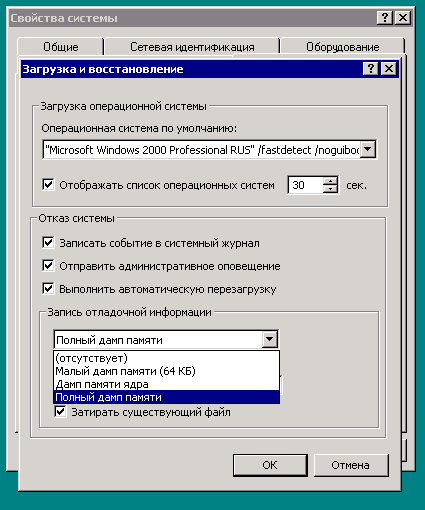 Свойства системы
Общие
Сетевая идентификация
Оборудование
Загрузка и восстановление
Загрузка операционной системы
Операционная система по умолчанию:
"Microsoft Windows 2000 Professional RUS" /fastdetect /noguiboo
Отображать список операционных систем 30 сек.
Отказ системы
Записать событие в системный журнал
Отправить административное оповещение
Выполнить автоматическую перезагрузку
Запись отладочной информации
Полный дамп памяти
(отсутствует)
Малый дамп памяти (64 КБ)
Дамп памяти ядра
Полный дамп памяти
Затирать существующий файл
OK
Отмена